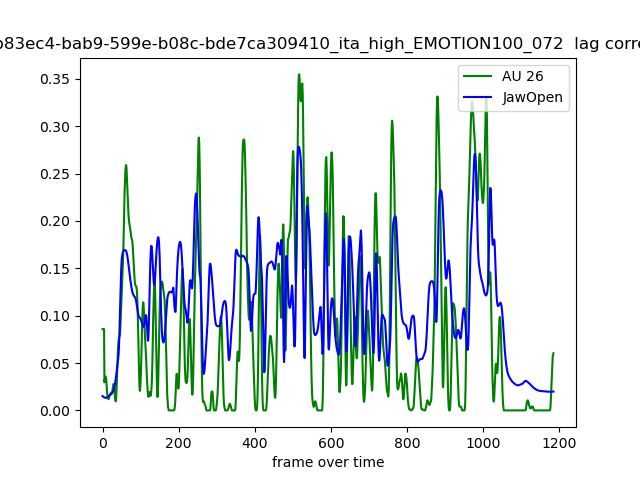 b83ec4-bab9-599e-b08c-bde7ca309410_ita_high_EMOTION100_072 lag corre
AU 26
JawOpen
0.35
0.30
0.25
0.20
0.15
0.10
0.05
0.00
0 200 400 600 800 1000 1200
frame over time